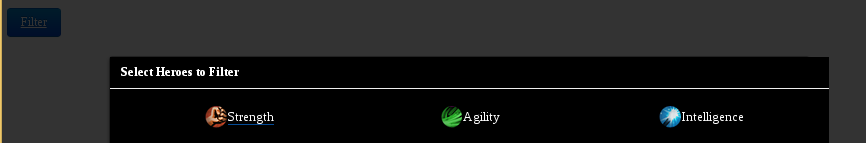 Filter
Select Heroes to Filter
Strength Agility Intelligence